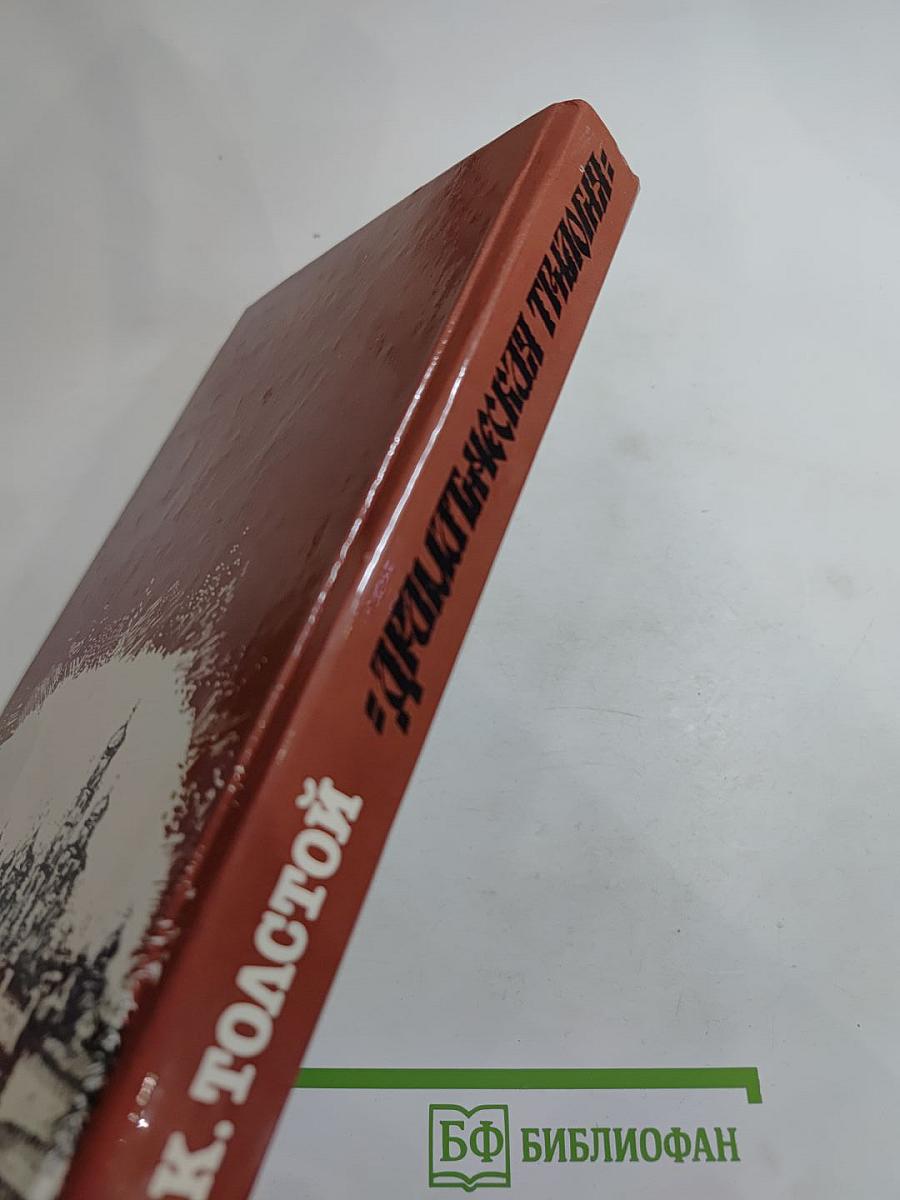 К. ТОЛСТОЙ
=ДРАМАТИЧЕСКАЯ ТРИЛОГИЯ=
БФ БИБЛИОФАН